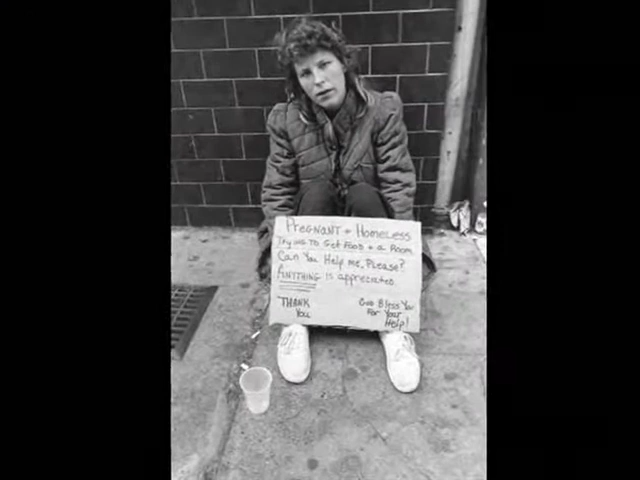 PREGNANT + HOMELESS
TRYING TO GET FOOD + A ROOM
CAN YOU HELP ME, PLEASE?
ANYTHING IS APPRECIATED.
THANK YOU
GOD BLESS YOU
FOR YOUR
HELP!